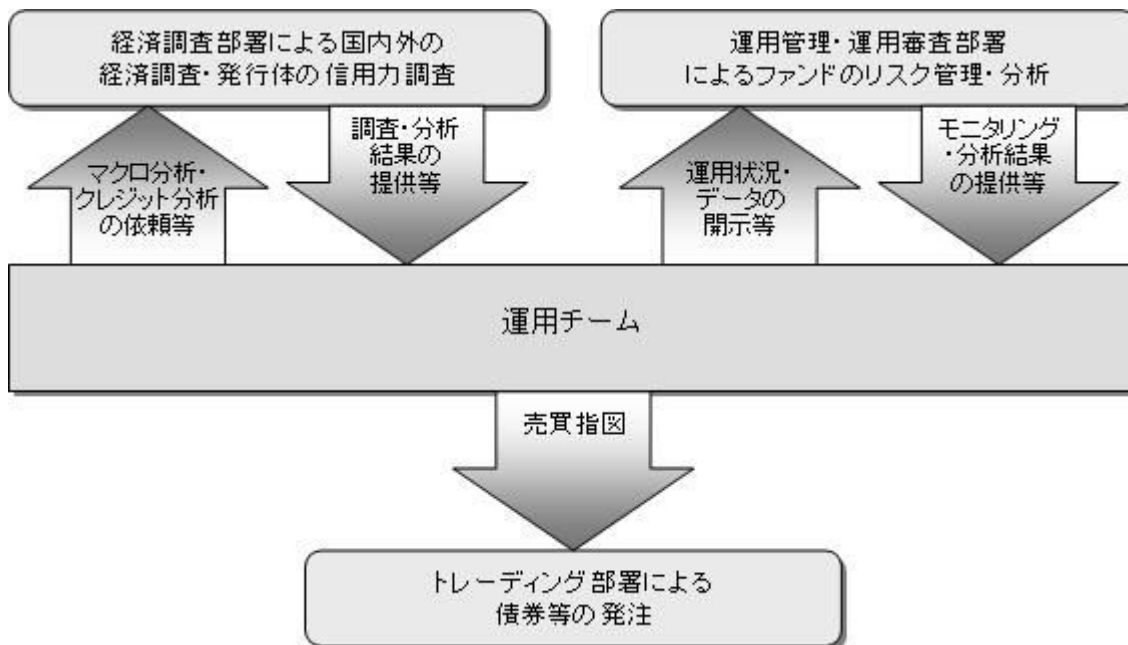 経済調査部署による国内外の
経済調査・発行体の信用力調査
運用管理・運用審査部署
によるファンドのリスク管理・分析
マクロ分析・
クレジット分析
の依頼等
調査・分析
結果の
提供等
運用状況・
データの
開示等
モニタリング
・分析結果
の提供等
運用チーム
売買指図
トレーディング部署による
債券等の発注